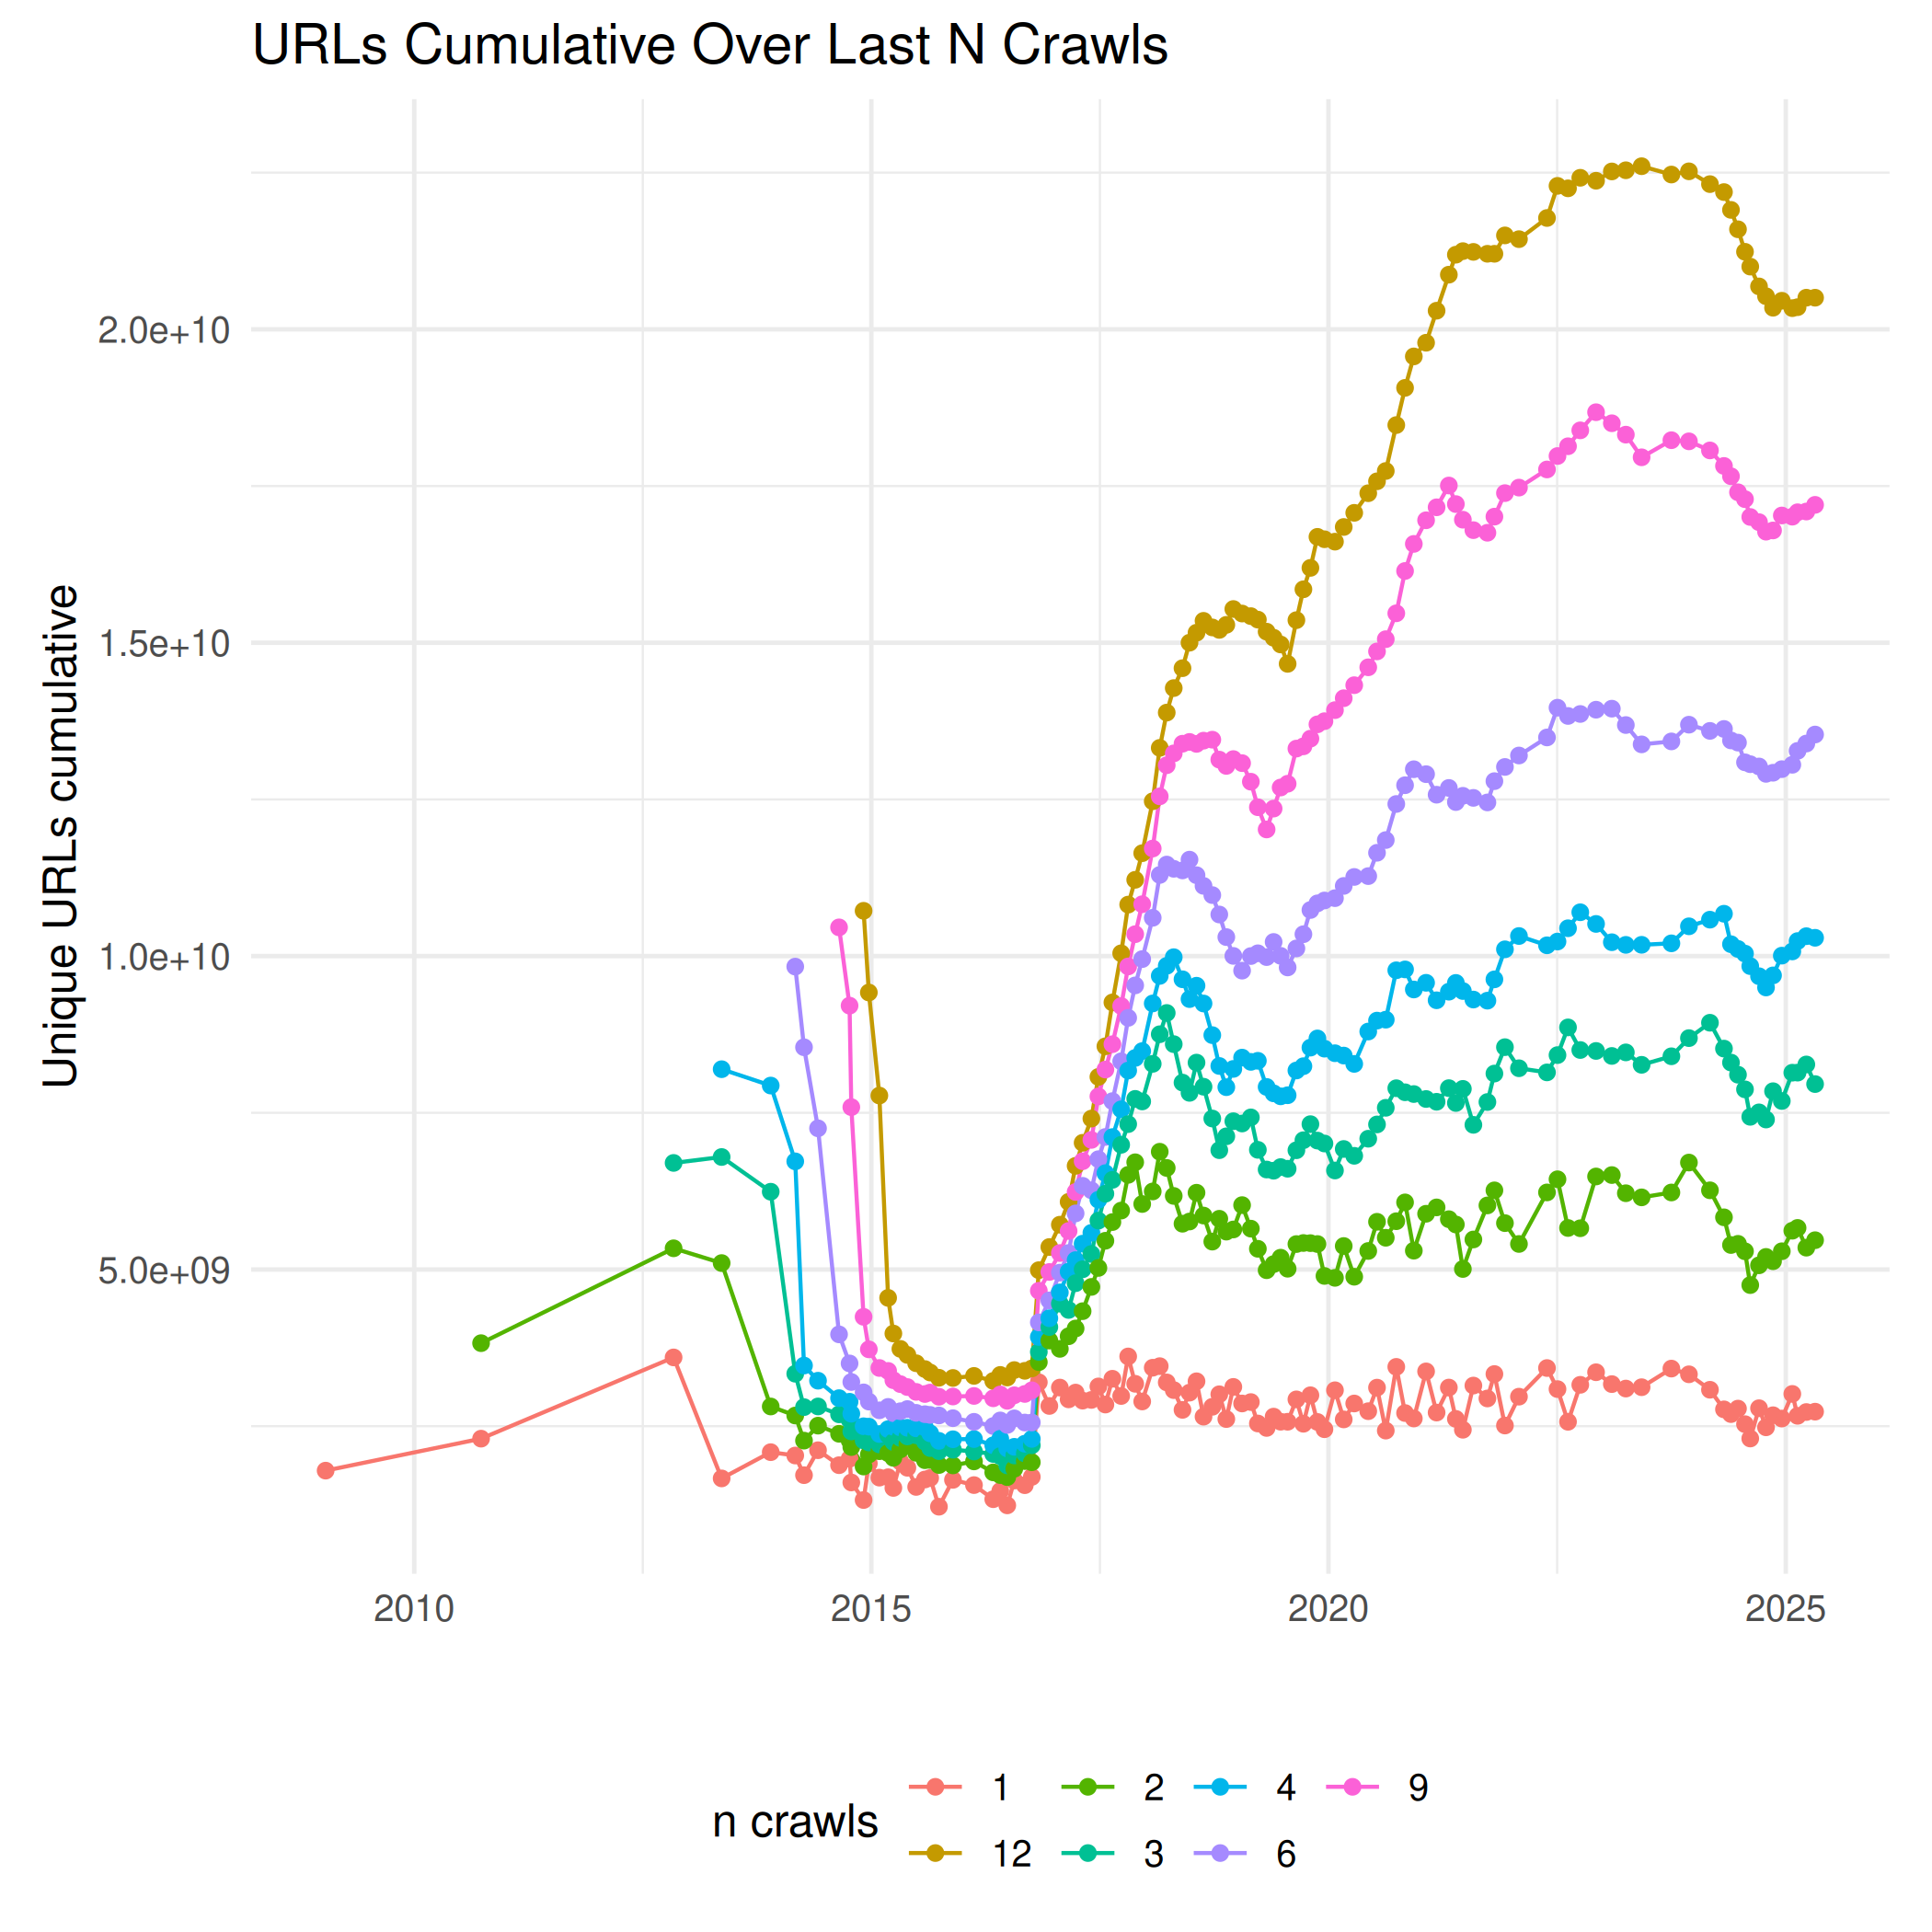 URLs Cumulative Over Last N Crawls
Unique URLs cumulative
2.0e+10
1.5e+10
1.0e+10
5.0e+09
2010 2015 2020 2025
n crawls
1 2 4 9
12 3 6